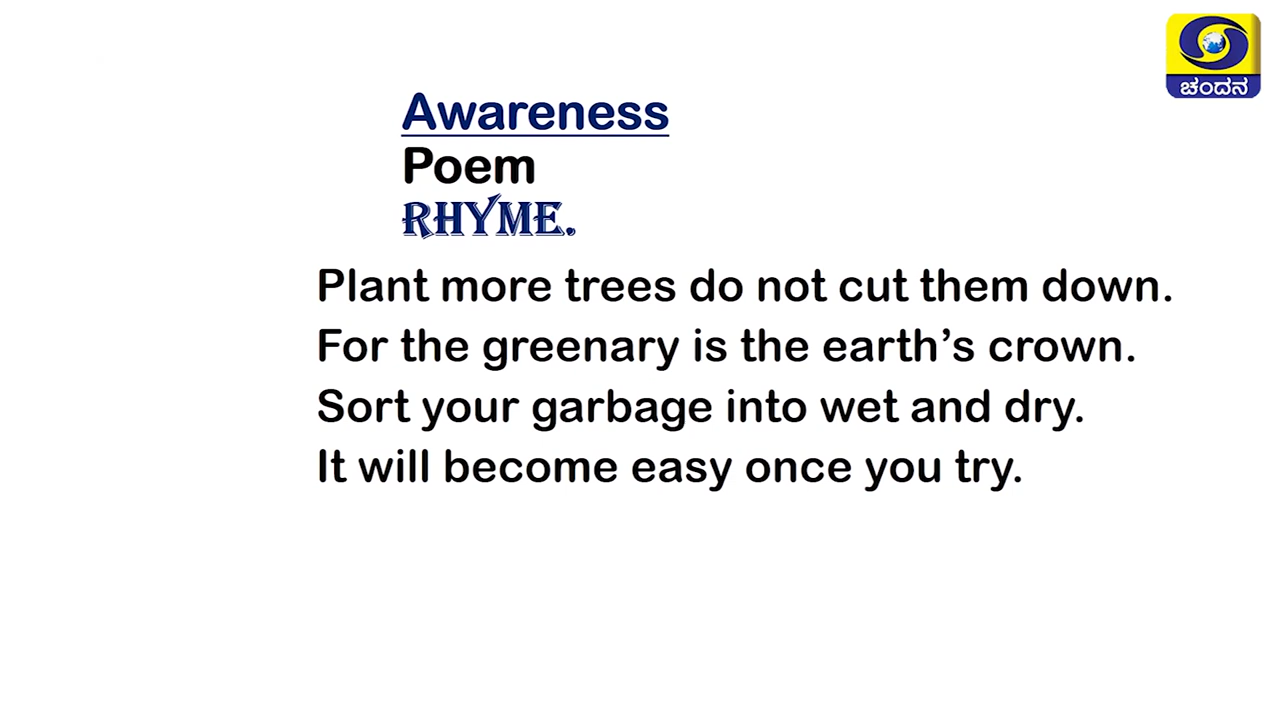 ಚಂದನ
Awareness
Poem
RHYME.
Plant more trees do not cut them down.
For the greenary is the earth's crown.
Sort your garbage into wet and dry.
It will become easy once you try.